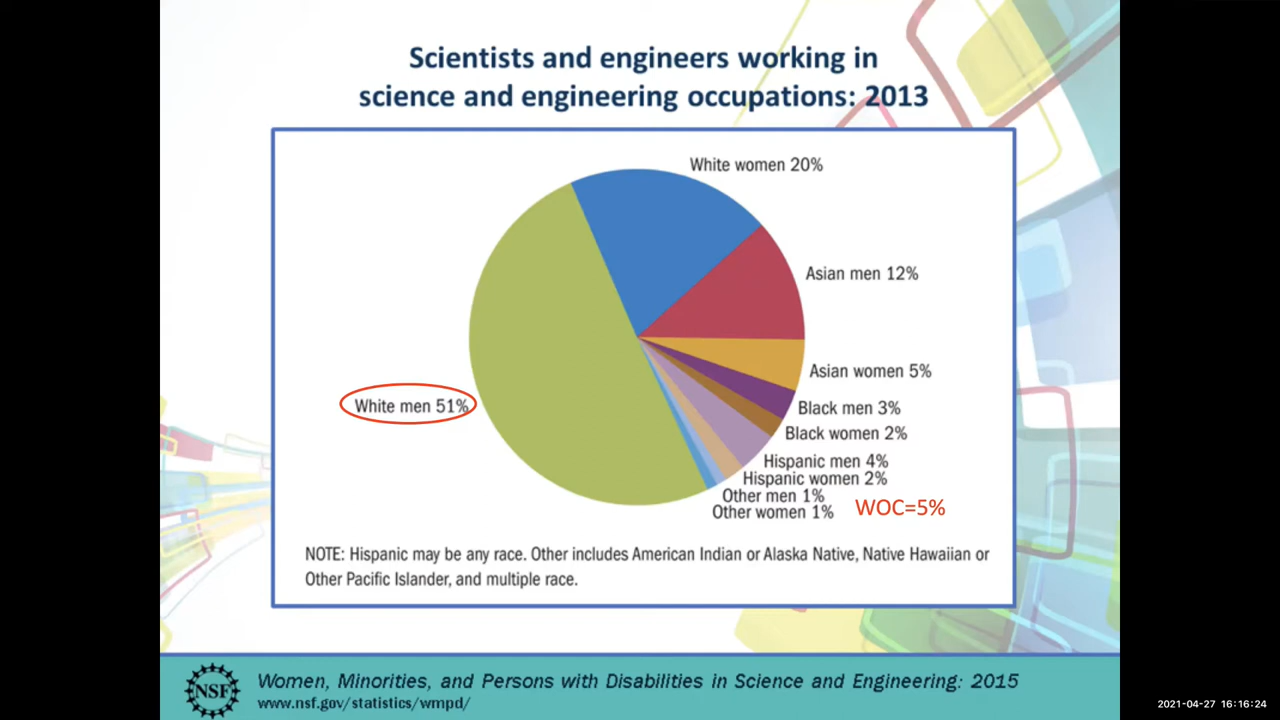 Scientists and engineers working in
science and engineering occupations: 2013
White women 20%
Asian men 12%
Asian women 5%
White men 51%
Black men 3%
Black women 2%
Hispanic men 4%
Hispanic women 2%
Other men 1%
Other women 1%
WOC=5%
NOTE: Hispanic may be any race. Other includes American Indian or Alaska Native, Native Hawaiian or
Other Pacific Islander, and multiple race.
NSF
Women, Minorities, and Persons with Disabilities in Science and Engineering: 2015
www.nsf.gov/statistics/wmpd/
2021-04-27 16:16:24